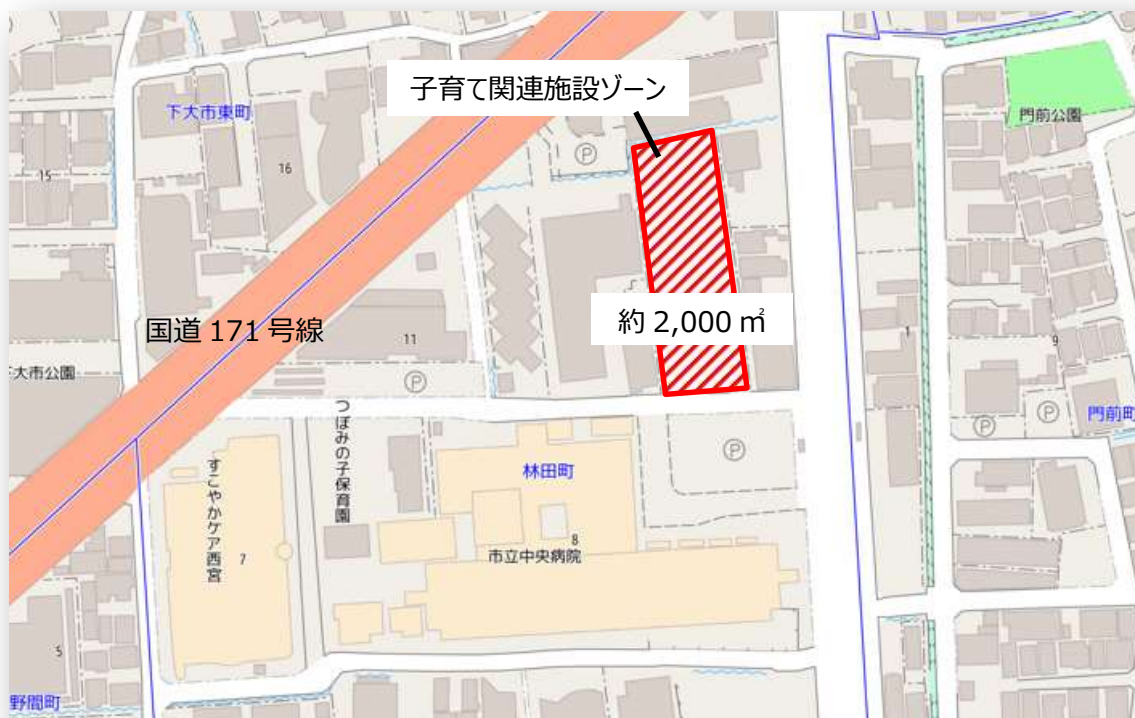 子育て関連施設ゾーン
下大市東町
門前公園
16
15
Ⓟ
約 2,000 ㎡
国道 171 号線
11
1
9
下大市公園
Ⓟ
Ⓟ
Ⓟ
門前町
つぼみの子保育園
Ⓟ
林田町
すこやかケア西宮
7
8
市立中央病院
5
野間町